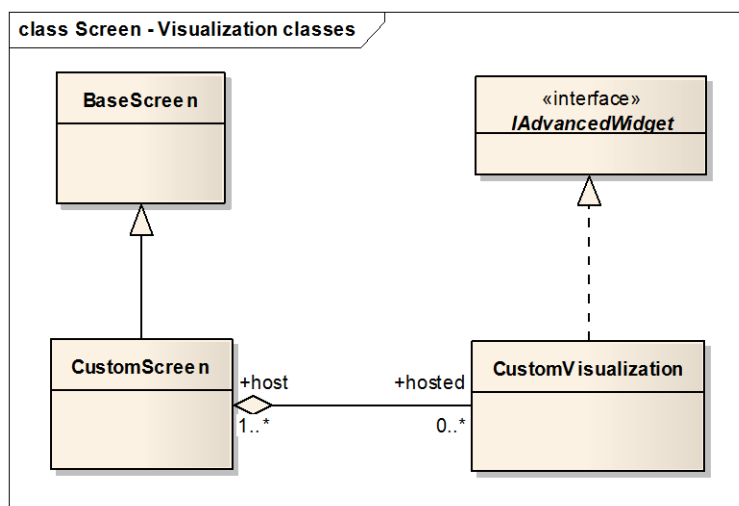 class Screen - Visualization classes
BaseScreen
«interface»
IAdvancedWidget
CustomScreen
+host
1..*
+hosted
0..*
CustomVisualization